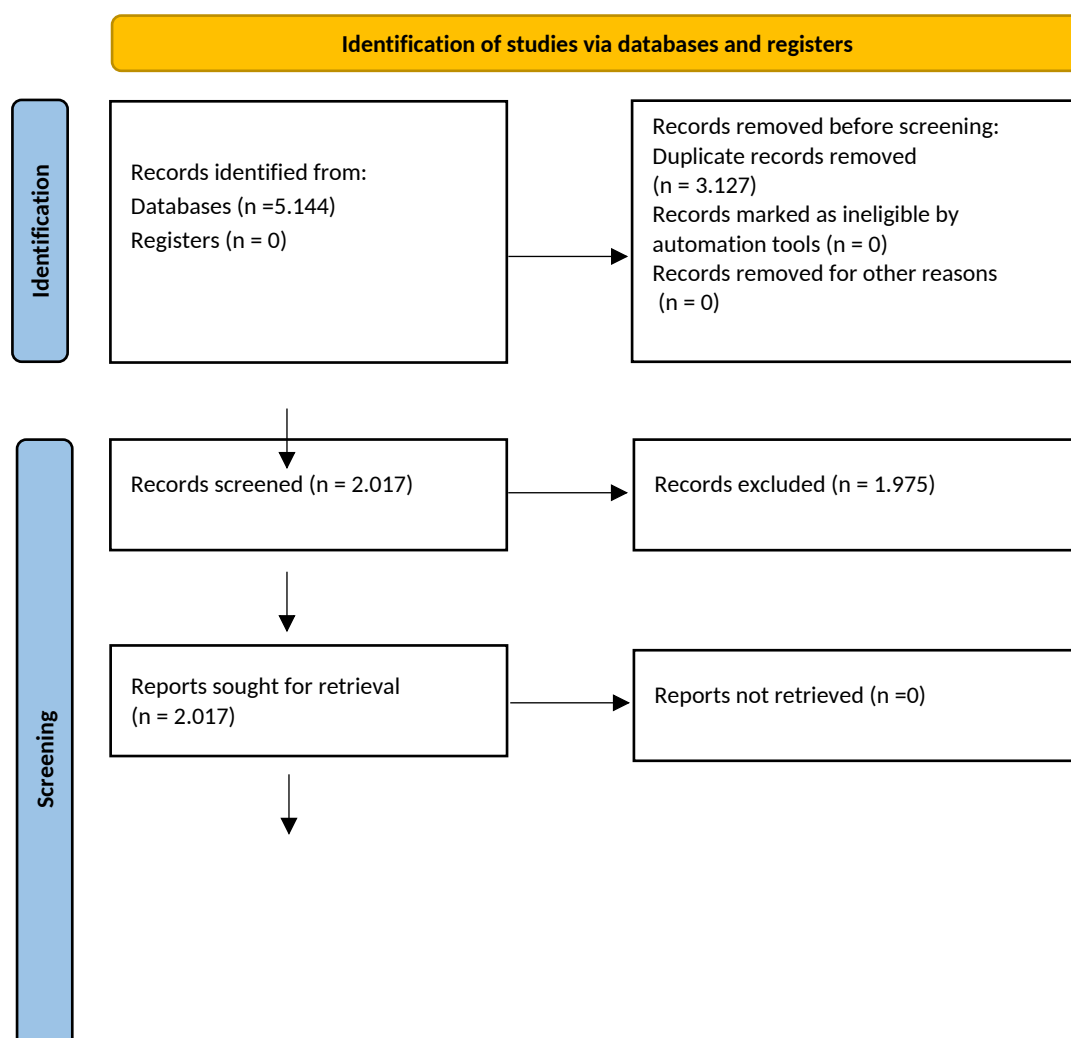 Identification of studies via databases and registers
Identification
Records identified from:
Databases (n =5.144)
Registers (n = 0)
Records removed before screening:
Duplicate records removed
(n = 3.127)
Records marked as ineligible by
automation tools (n = 0)
Records removed for other reasons
(n = 0)
Screening
Records screened (n = 2.017)
Records excluded (n = 1.975)
Reports sought for retrieval
(n = 2.017)
Reports not retrieved (n =0)